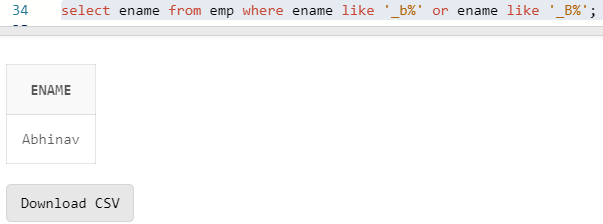 34 select ename from emp where ename like '_b%' or ename like '_B%';
ENAME
Abhinav
Download CSV